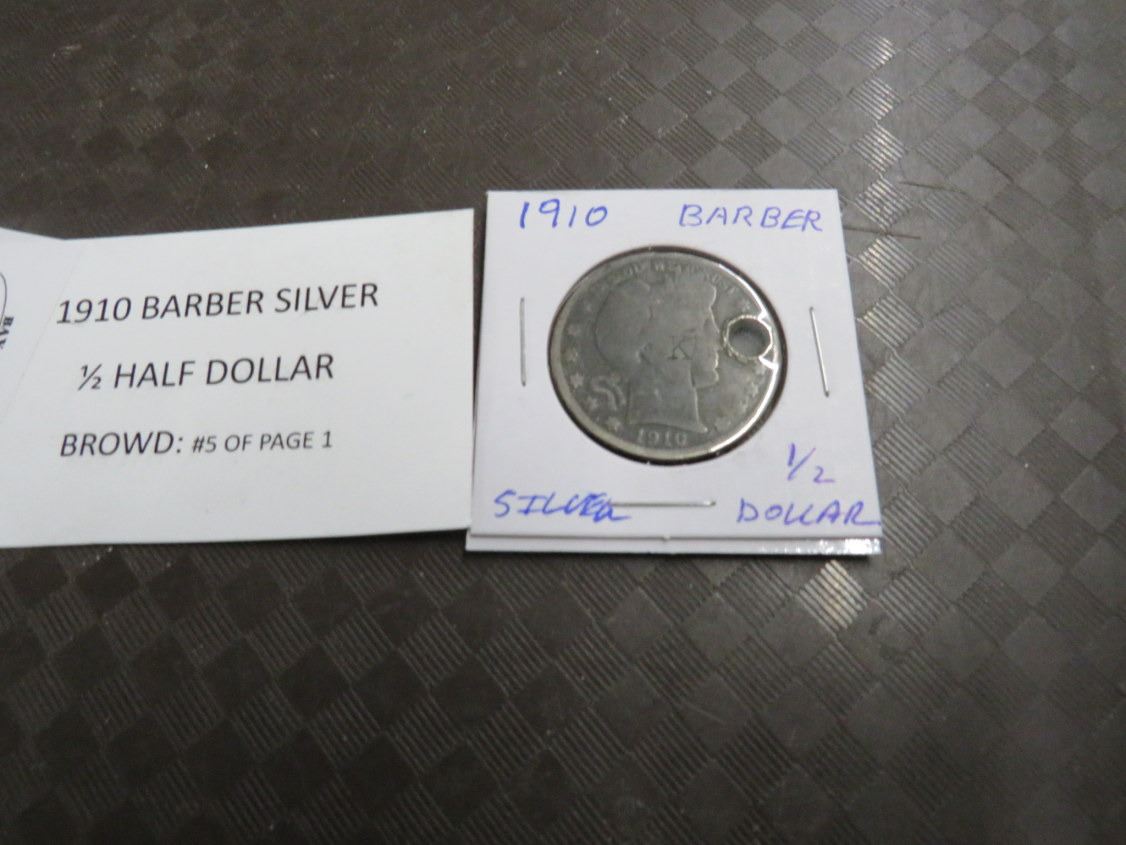 1910 BARBER SILVER
½ HALF DOLLAR
BROWD: #5 OF PAGE 1
1910 BARBER
K
1910
SILVER
1/2
DOLLAR